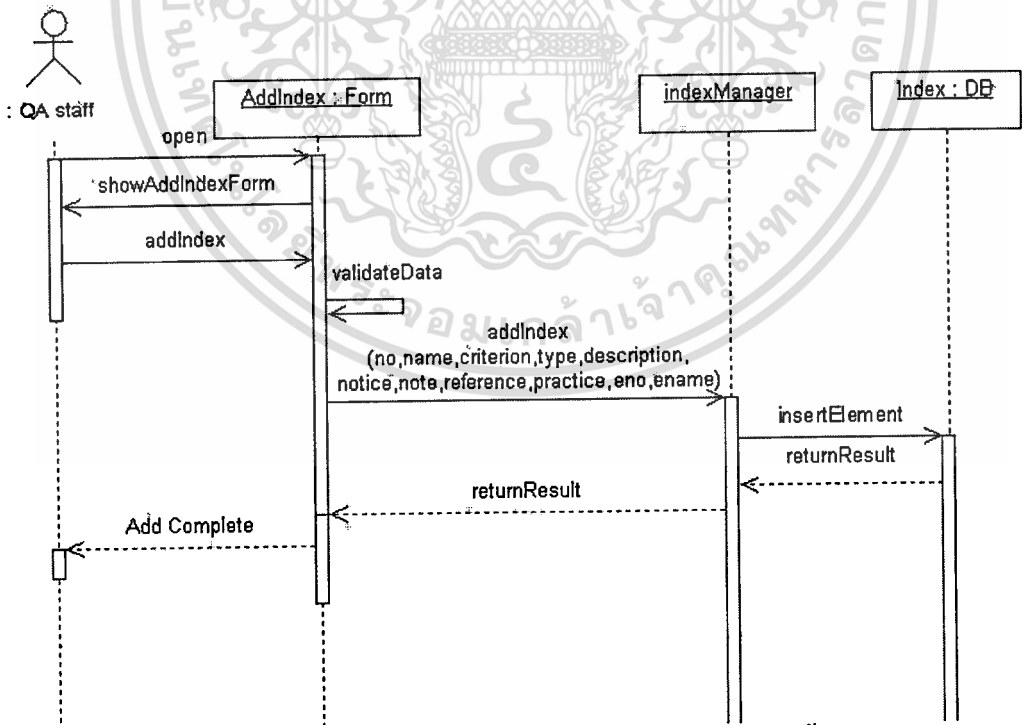 : QA staff
AddIndex : Form
indexManager
Index : DB
open
showAddIndexForm
addIndex
validateData
addIndex
(no,name,criterion,type,description,
notice,note,reference,practice,eno,ename)
insertElement
returnResult
returnResult
Add Complete